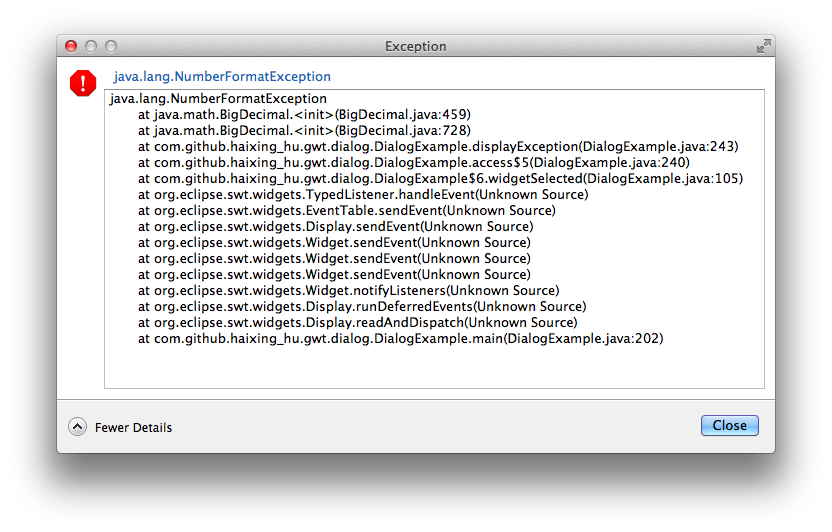 Exception
java.lang.NumberFormatException
java.lang.NumberFormatException
at java.math.BigDecimal.<init>(BigDecimal.java:459)
at java.math.BigDecimal.<init>(BigDecimal.java:728)
at com.github.haixing_hu.gwt.dialog.DialogExample.displayException(DialogExample.java:243)
at com.github.haixing_hu.gwt.dialog.DialogExample.access$5(DialogExample.java:240)
at com.github.haixing_hu.gwt.dialog.DialogExample$6.widgetSelected(DialogExample.java:105)
at org.eclipse.swt.widgets.TypedListener.handleEvent(Unknown Source)
at org.eclipse.swt.widgets.EventTable.sendEvent(Unknown Source)
at org.eclipse.swt.widgets.Display.sendEvent(Unknown Source)
at org.eclipse.swt.widgets.Widget.sendEvent(Unknown Source)
at org.eclipse.swt.widgets.Widget.sendEvent(Unknown Source)
at org.eclipse.swt.widgets.Widget.sendEvent(Unknown Source)
at org.eclipse.swt.widgets.Widget.notifyListeners(Unknown Source)
at org.eclipse.swt.widgets.Display.runDeferredEvents(Unknown Source)
at org.eclipse.swt.widgets.Display.readAndDispatch(Unknown Source)
at com.github.haixing_hu.gwt.dialog.DialogExample.main(DialogExample.java:202)
Fewer Details
Close